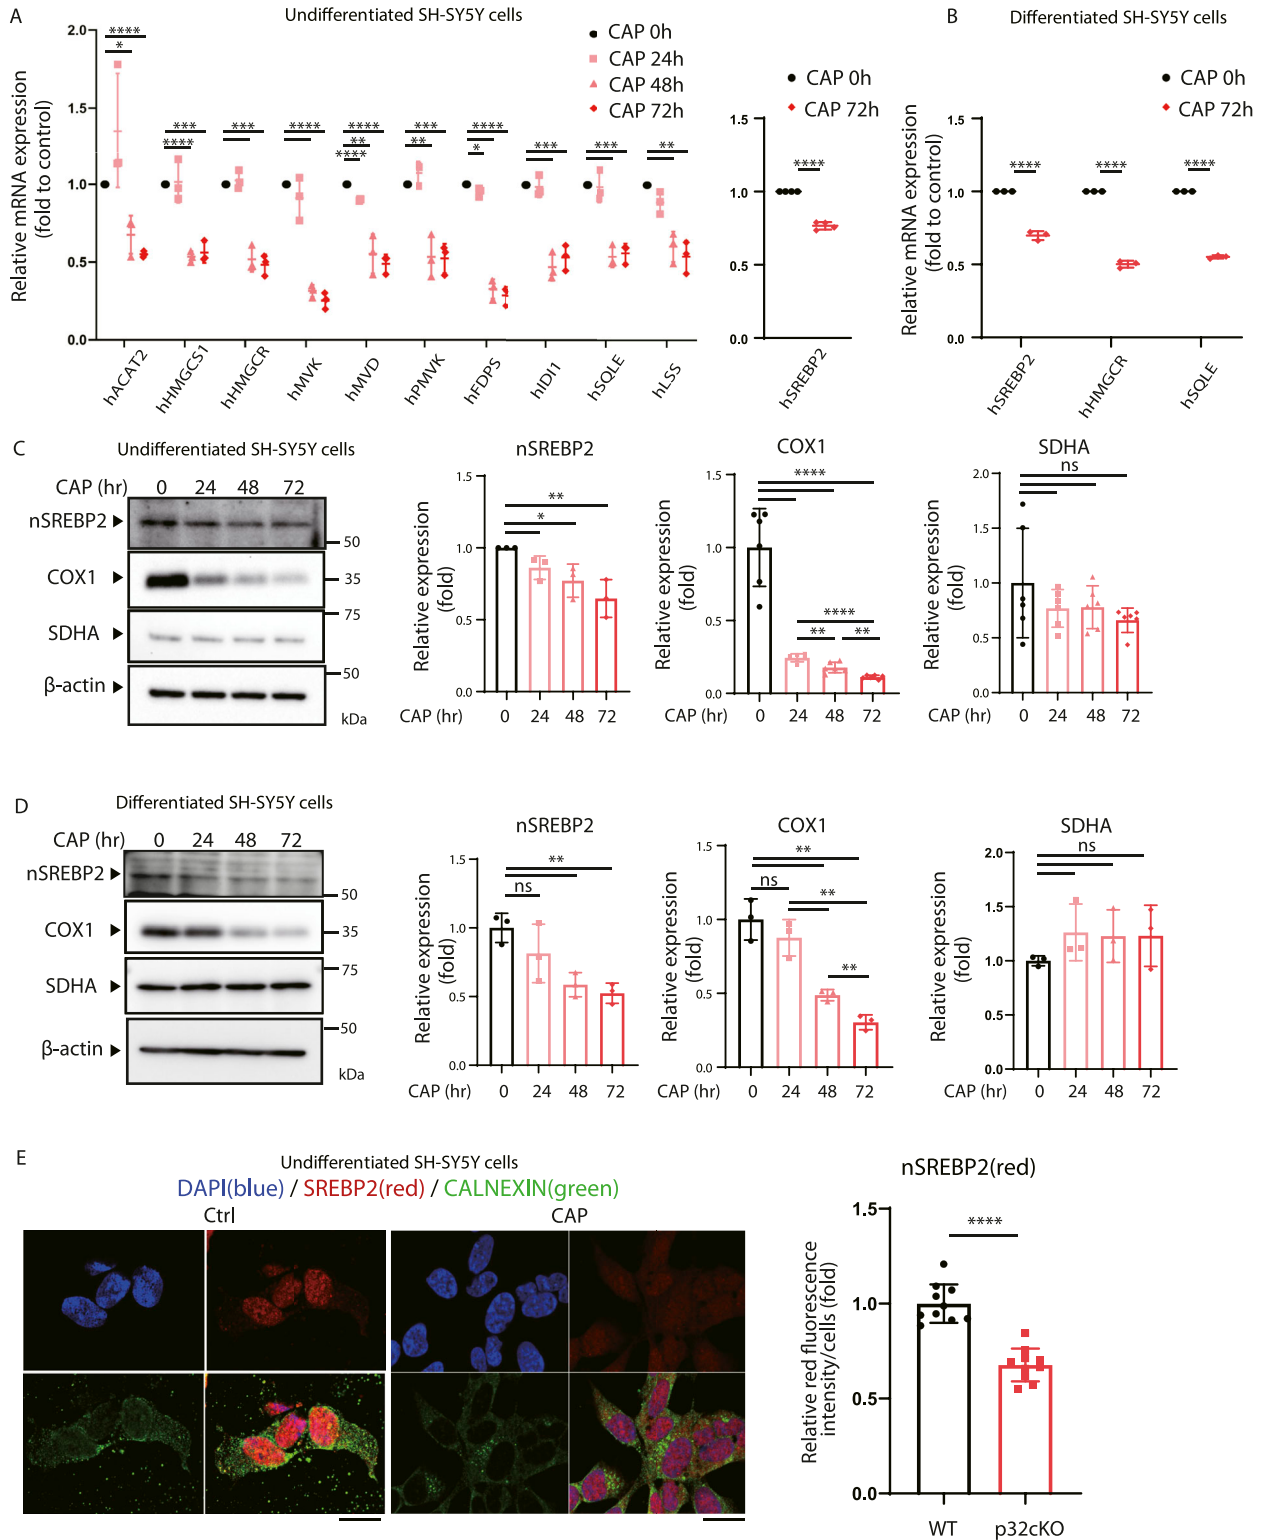 A
Undifferentiated SH-SY5Y cells
Relative mRNA expression
(fold to control)
2.0
1.5
1.0
0.5
0.0
**** 
*
***
****
***
****
****
**
****
***
**
****
*
***
***
**
CAP 0h
CAP 24h
CAP 48h
CAP 72h
hACAT2
hHMGCS1
hHMGCR
hMVK
hMVD
hPMVK
hFDPS
hIDI1
hSQLE
hLSS
CAP 0h
CAP 72h
1.5
1.0
0.5
0.0
****
hSREBP2
B
Differentiated SH-SY5Y cells
CAP 0h
CAP 72h
Relative mRNA expression
(fold to control)
1.5
1.0
0.5
0.0
****
****
****
hSREBP2
hHMGCR
hSQLE
C
Undifferentiated SH-SY5Y cells
CAP (hr) 0 24 48 72
nSREBP2
50
COX1
35
75
SDHA
50
β-actin
kDa
nSREBP2
Relative expression
(fold)
1.5
1.0
0.5
0.0
**
*
CAP (hr) 0 24 48 72
COX1
Relative expression
(fold)
1.5
1.0
0.5
0.0
****
****
** **
CAP (hr) 0 24 48 72
SDHA
Relative expression
(fold)
2.0
1.5
1.0
0.5
0.0
ns
CAP (hr) 0 24 48 72
D
Differentiated SH-SY5Y cells
CAP (hr) 0 24 48 72
nSREBP2
50
COX1
35
75
SDHA
50
β-actin
kDa
nSREBP2
Relative expression
(fold)
1.5
1.0
0.5
0.0
**
ns
CAP (hr) 0 24 48 72
COX1
Relative expression
(fold)
1.5
1.0
0.5
0.0
**
ns
**
**
CAP (hr) 0 24 48 72
SDHA
Relative expression
(fold)
2.0
1.5
1.0
0.5
0.0
ns
CAP (hr) 0 24 48 72
E
Undifferentiated SH-SY5Y cells
DAPI(blue) / SREBP2(red) / CALNEXIN(green)
Ctrl
CAP
nSREBP2(red)
Relative red fluorescence
intensity/cells (fold)
1.5
1.0
0.5
0.0
****
WT
p32cKO